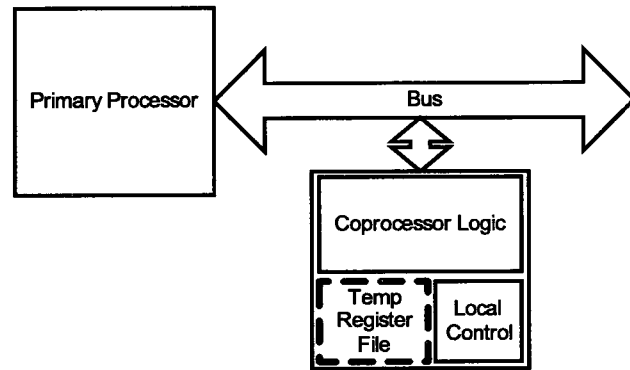 Primary Processor
Bus
Coprocessor Logic
Temp
Register
File
Local
Control